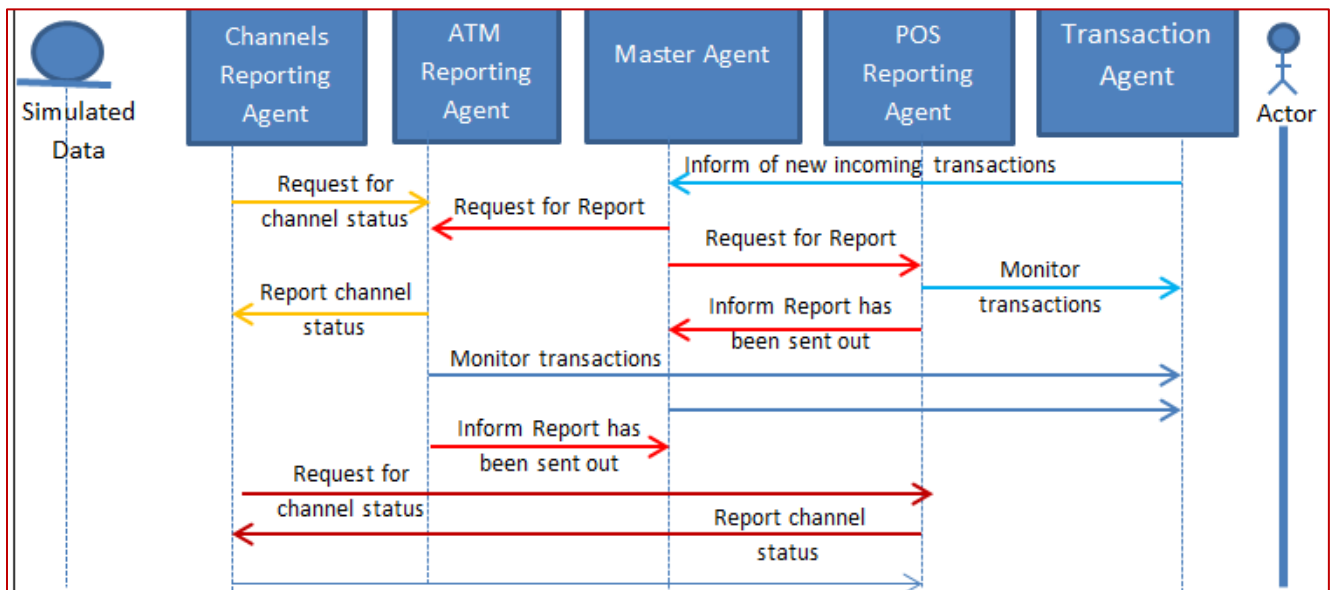 Simulated
Data
Channels
Reporting
Agent
ATM
Reporting
Agent
Master Agent
POS
Reporting
Agent
Transaction
Agent
Actor
Inform of new incoming transactions
Request for
channel status
Request for Report
Request for Report
Monitor
transactions
Report channel
status
Inform Report has
been sent out
Monitor transactions
Inform Report has
been sent out
Request for
channel status
Report channel
status